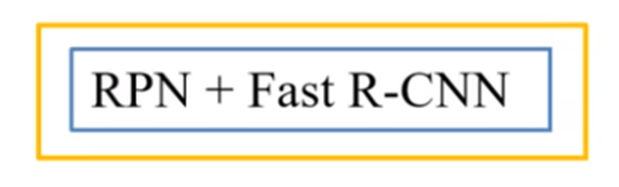 RPN + Fast R-CNN